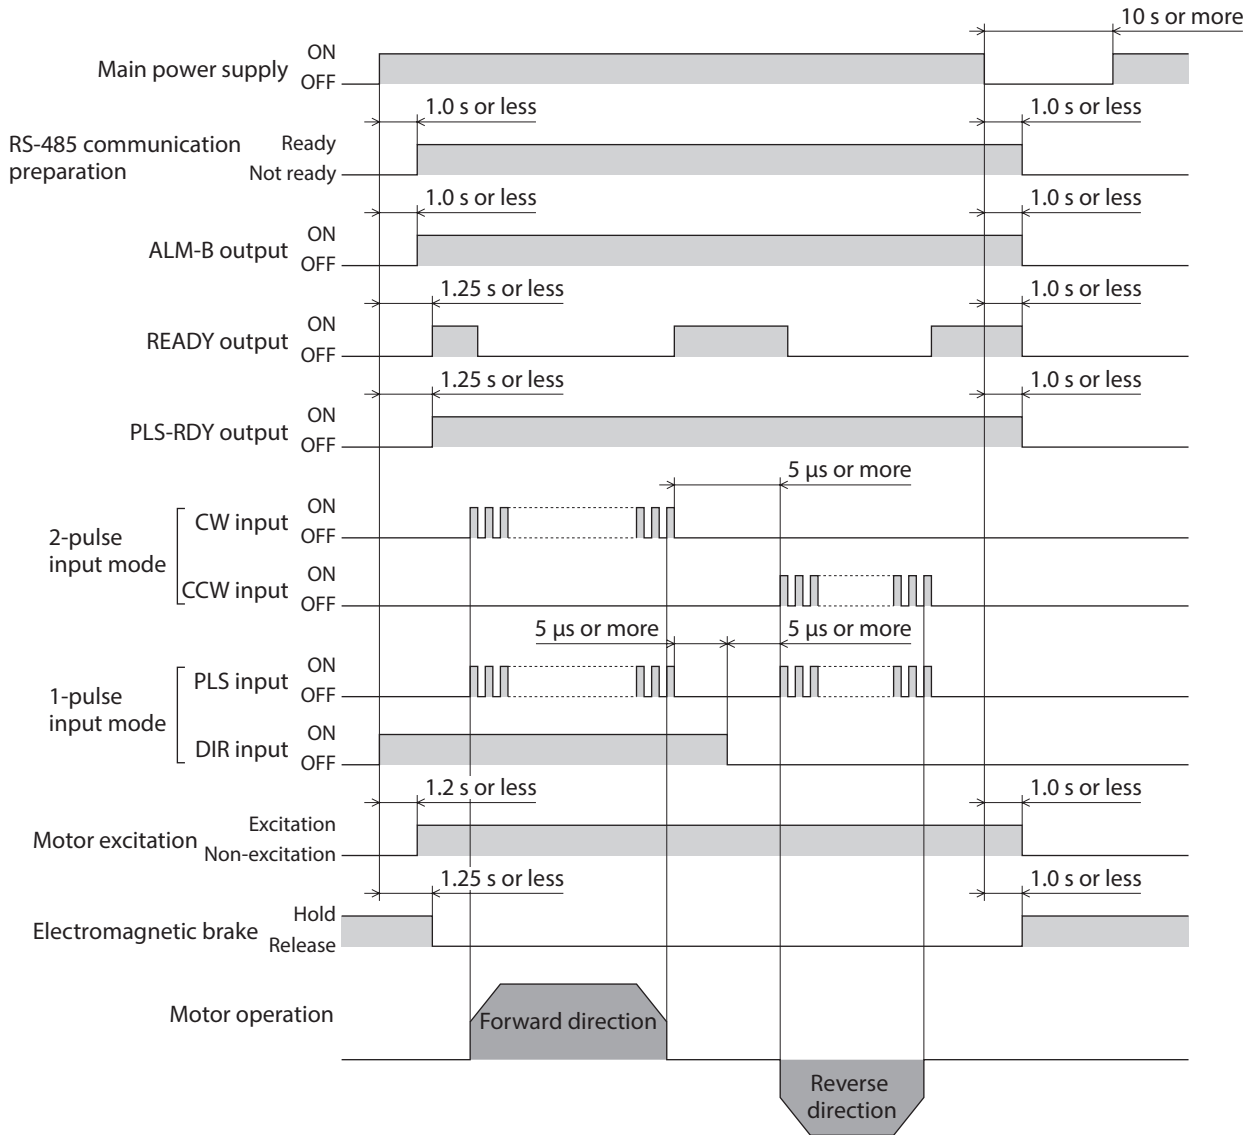 10 s or more
Main power supply
ON
OFF
1.0 s or less
1.0 s or less
RS-485 communication
preparation
Ready
Not ready
1.0 s or less
1.0 s or less
ALM-B output
ON
OFF
1.25 s or less
1.0 s or less
READY output
ON
OFF
1.25 s or less
1.0 s or less
PLS-RDY output
ON
OFF
5 μs or more
2-pulse
input mode
CW input
ON
OFF
CCW input
ON
OFF
5 μs or more
5 μs or more
1-pulse
input mode
PLS input
ON
OFF
DIR input
ON
OFF
1.2 s or less
1.0 s or less
Motor excitation
Excitation
Non-excitation
1.25 s or less
1.0 s or less
Electromagnetic brake
Hold
Release
Motor operation
Forward direction
Reverse
direction